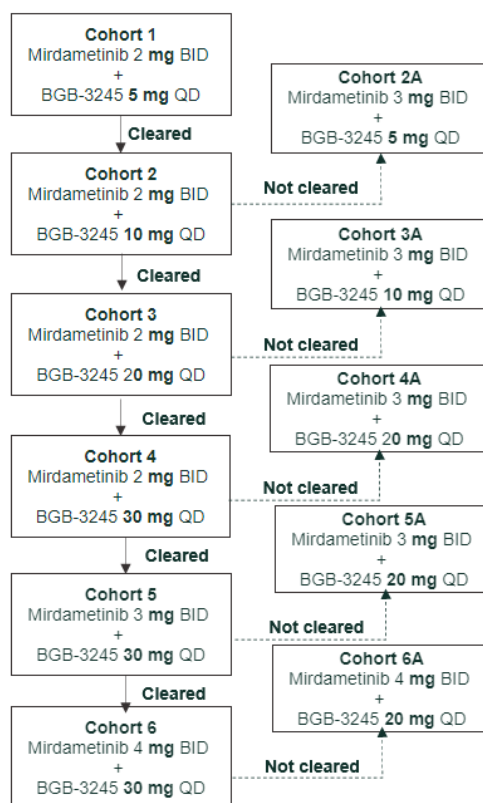 Cohort 1
Mirdametinib 2 mg BID
+
BGB-3245 5 mg QD
Cleared
Cohort 2A
Mirdametinib 3 mg BID
+
BGB-3245 5 mg QD
Cohort 2
Mirdametinib 2 mg BID
+
BGB-3245 10 mg QD
Not cleared
Cleared
Cohort 3A
Mirdametinib 3 mg BID
+
BGB-3245 10 mg QD
Cohort 3
Mirdametinib 2 mg BID
+
BGB-3245 20 mg QD
Not cleared
Cleared
Cohort 4A
Mirdametinib 3 mg BID
+
BGB-3245 20 mg QD
Cohort 4
Mirdametinib 2 mg BID
+
BGB-3245 30 mg QD
Not cleared
Cleared
Cohort 5A
Mirdametinib 3 mg BID
+
BGB-3245 20 mg QD
Cohort 5
Mirdametinib 3 mg BID
+
BGB-3245 30 mg QD
Not cleared
Cleared
Cohort 6A
Mirdametinib 4 mg BID
+
BGB-3245 20 mg QD
Cohort 6
Mirdametinib 4 mg BID
+
BGB-3245 30 mg QD
Not cleared